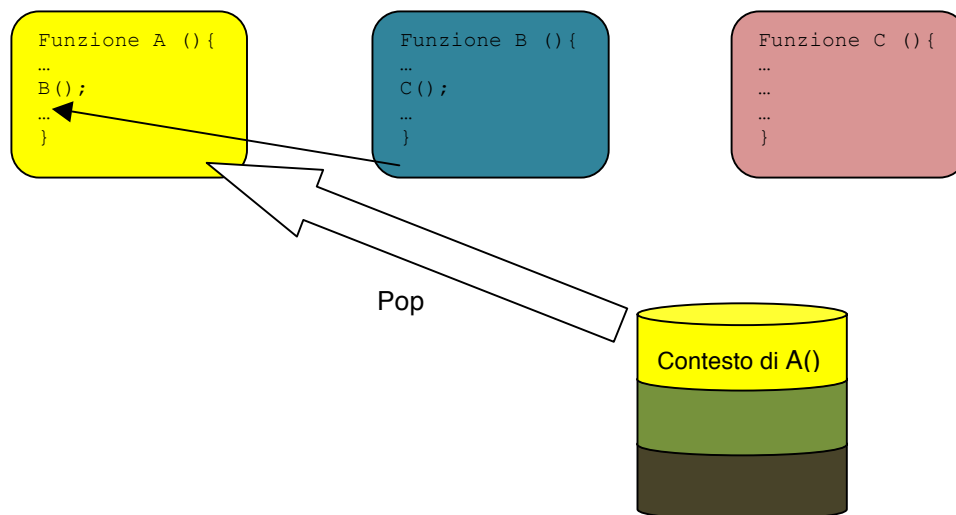 Funzione A (){
…
B();
…
}
Funzione B (){
…
C();
…
}
Funzione C (){
…
…
…
}
Pop
Contesto di A()